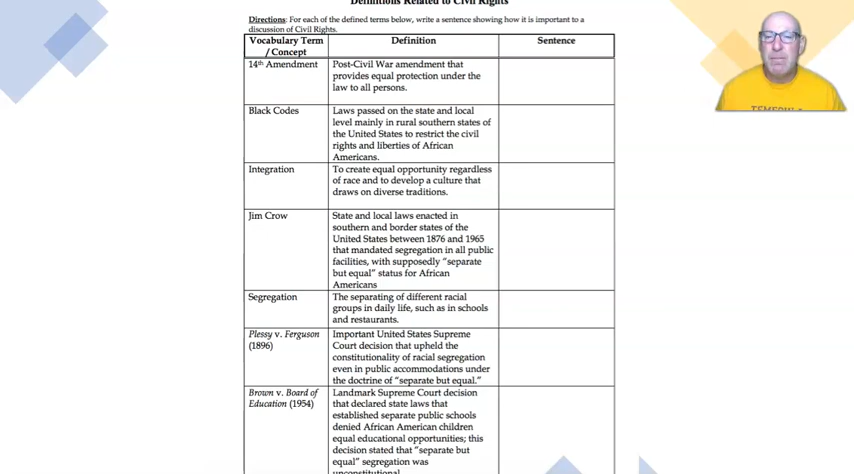 Definitions Related to Civil Rights
Directions: For each of the defined terms below, write a sentence showing how it is important to a
discussion of Civil Rights.
Vocabulary Term
/ Concept
Definition
Sentence
14th Amendment
Post-Civil War amendment that
provides equal protection under the
law to all persons.
Black Codes
Laws passed on the state and local
level mainly in rural southern states of
the United States to restrict the civil
rights and liberties of African
Americans.
Integration
To create equal opportunity regardless
of race and to develop a culture that
draws on diverse traditions.
Jim Crow
State and local laws enacted in
southern and border states of the
United States between 1876 and 1965
that mandated segregation in all public
facilities, with supposedly “separate
but equal” status for African
Americans
Segregation
The separating of different racial
groups in daily life, such as in schools
and restaurants.
Plessy v. Ferguson
(1896)
Important United States Supreme
Court decision that upheld the
constitutionality of racial segregation
even in public accommodations under
the doctrine of “separate but equal.”
Brown v. Board of
Education (1954)
Landmark Supreme Court decision
that declared state laws that
established separate public schools
denied African American children
equal educational opportunities; this
decision stated that “separate but
equal” segregation was
unconstitutional.